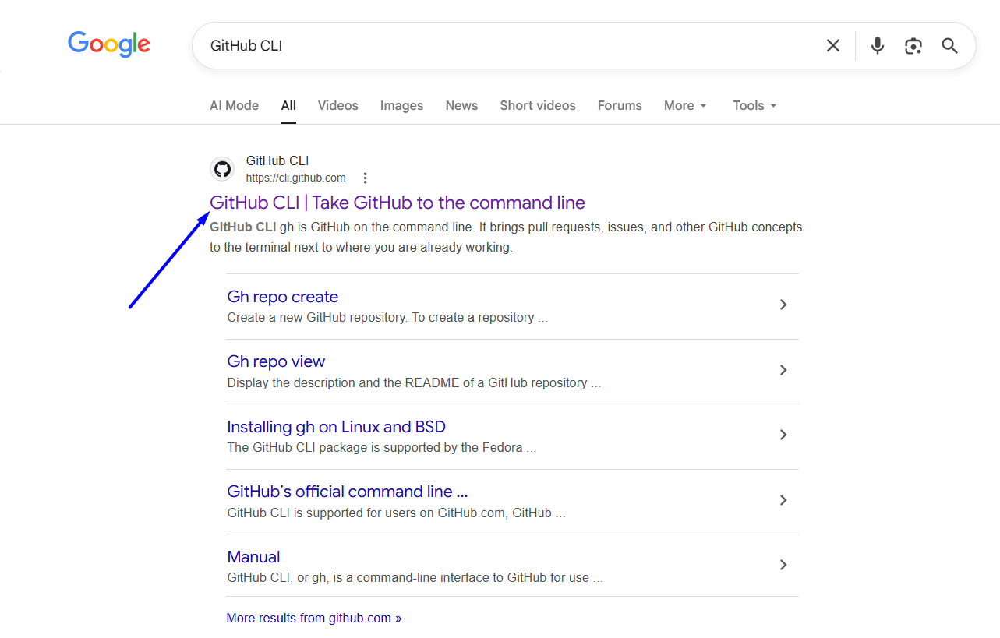 Google
GitHub CLI
AI Mode All Videos Images News Short videos Forums More Tools
GitHub CLI
https://cli.github.com
GitHub CLI | Take GitHub to the command line
GitHub CLI gh is GitHub on the command line. It brings pull requests, issues, and other GitHub concepts
to the terminal next to where you are already working.
Gh repo create
Create a new GitHub repository. To create a repository ...
Gh repo view
Display the description and the README of a GitHub repository ...
Installing gh on Linux and BSD
The GitHub CLI package is supported by the Fedora ...
GitHub’s official command line ...
GitHub CLI is supported for users on GitHub.com, GitHub ...
Manual
GitHub CLI, or gh, is a command-line interface to GitHub for use ...
More results from github.com »